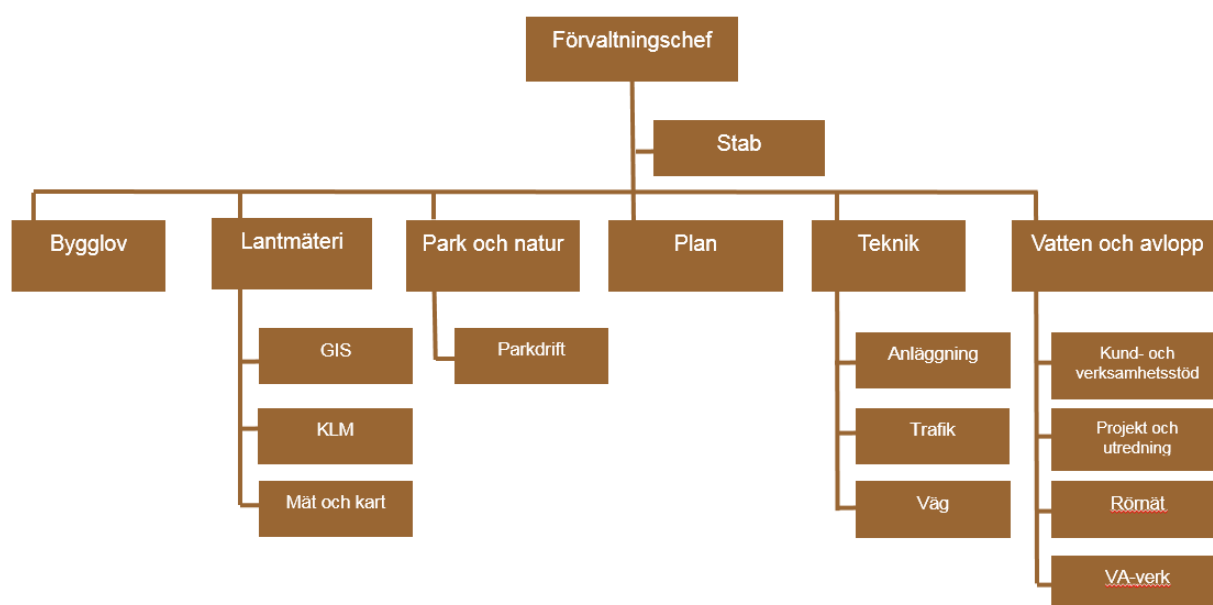 Förvaltningschef
Stab
Bygglov
Lantmäteri
Park och natur
Plan
Teknik
Vatten och avlopp
GIS
KLM
Mät och kart
Parkdrift
Anläggning
Trafik
Väg
Kund- och
verksamhetsstöd
Projekt och
utredning
Rörnät
VA-verk